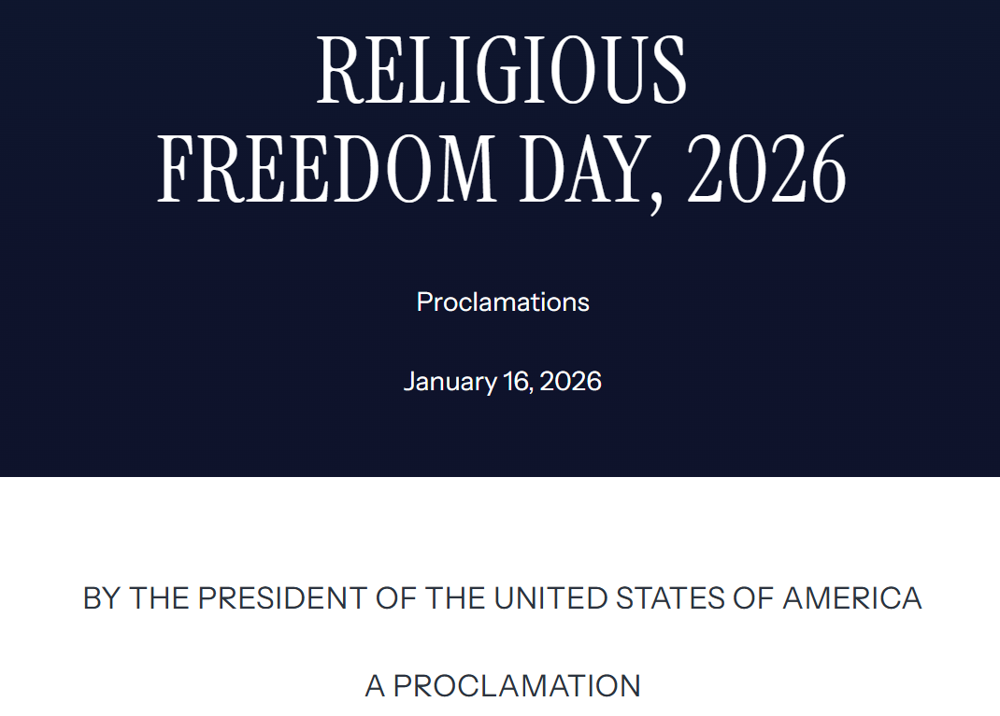 RELIGIOUS
FREEDOM DAY, 2026
Proclamations
January 16, 2026
BY THE PRESIDENT OF THE UNITED STATES OF AMERICA
A PROCLAMATION